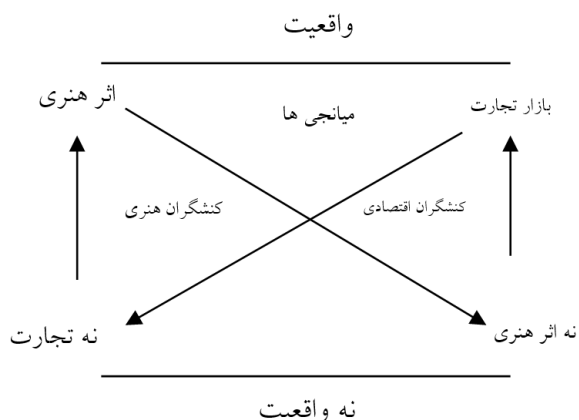 واقعیت
بازار تجارت
میانجی ها
اثر هنری
کنشگران اقتصادی
کنشگران هنری
نه اثر هنری
نه تجارت
نه واقعیت